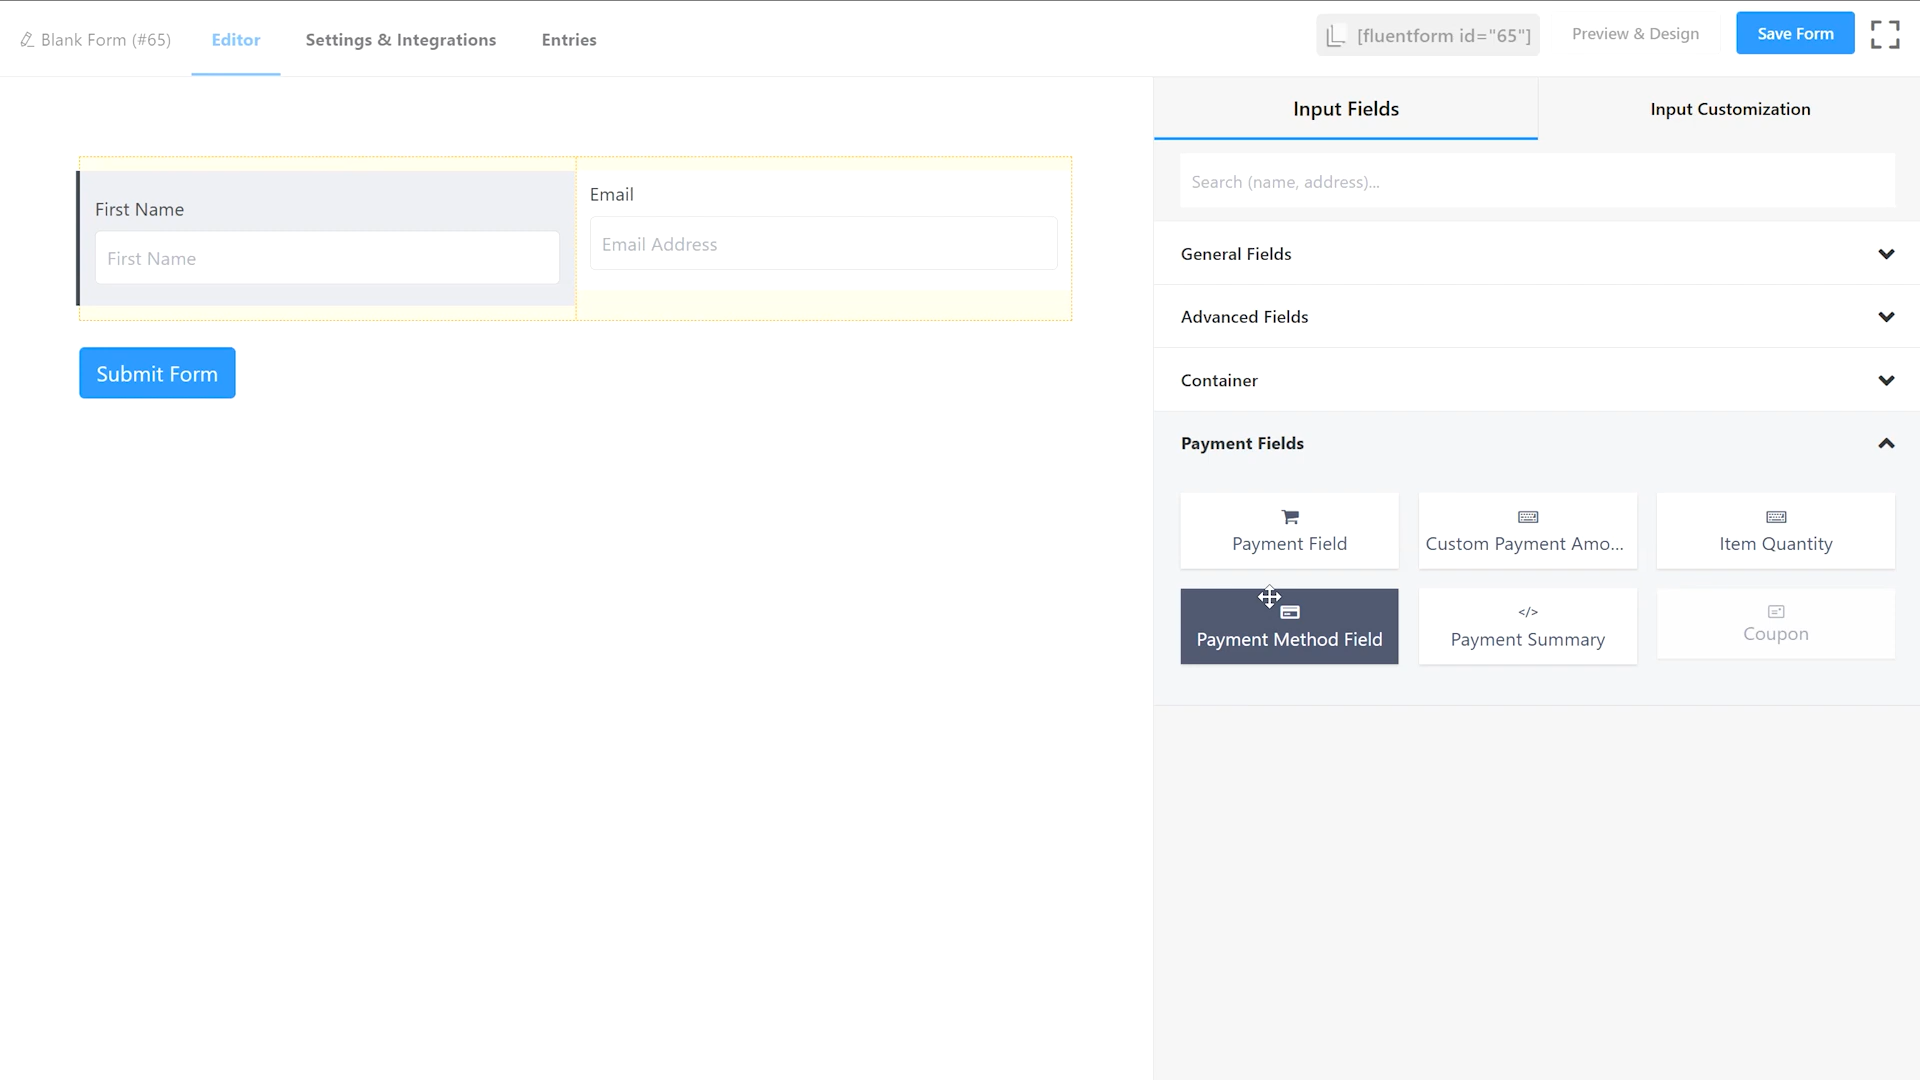 Blank Form (#65)
Editor
Settings & Integrations
Entries
[fluentform id="65"]
Preview & Design
Save Form
First Name
First Name
Email
Email Address
Submit Form
Input Fields
Input Customization
Search (name, address)...
General Fields
Advanced Fields
Container
Payment Fields
Payment Field
Custom Payment Amo...
Item Quantity
Payment Method Field
</>
Payment Summary
Coupon